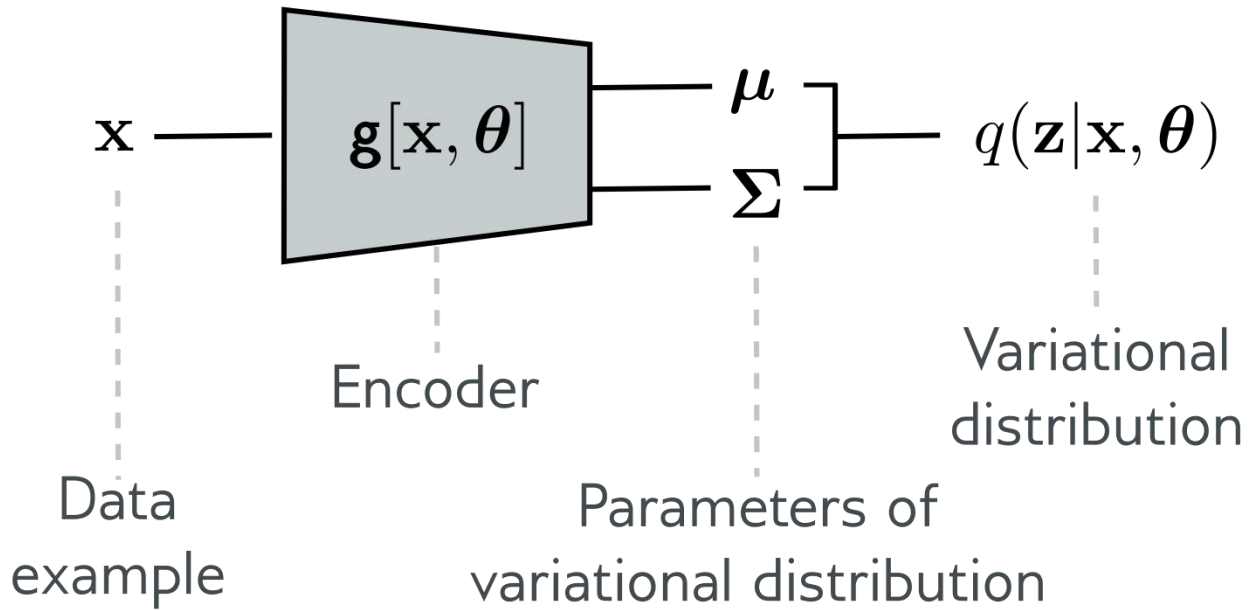 x
g[x, θ]
μ
Σ
q(z|x, θ)
Encoder
Variational
distribution
Data
example
Parameters of
variational distribution